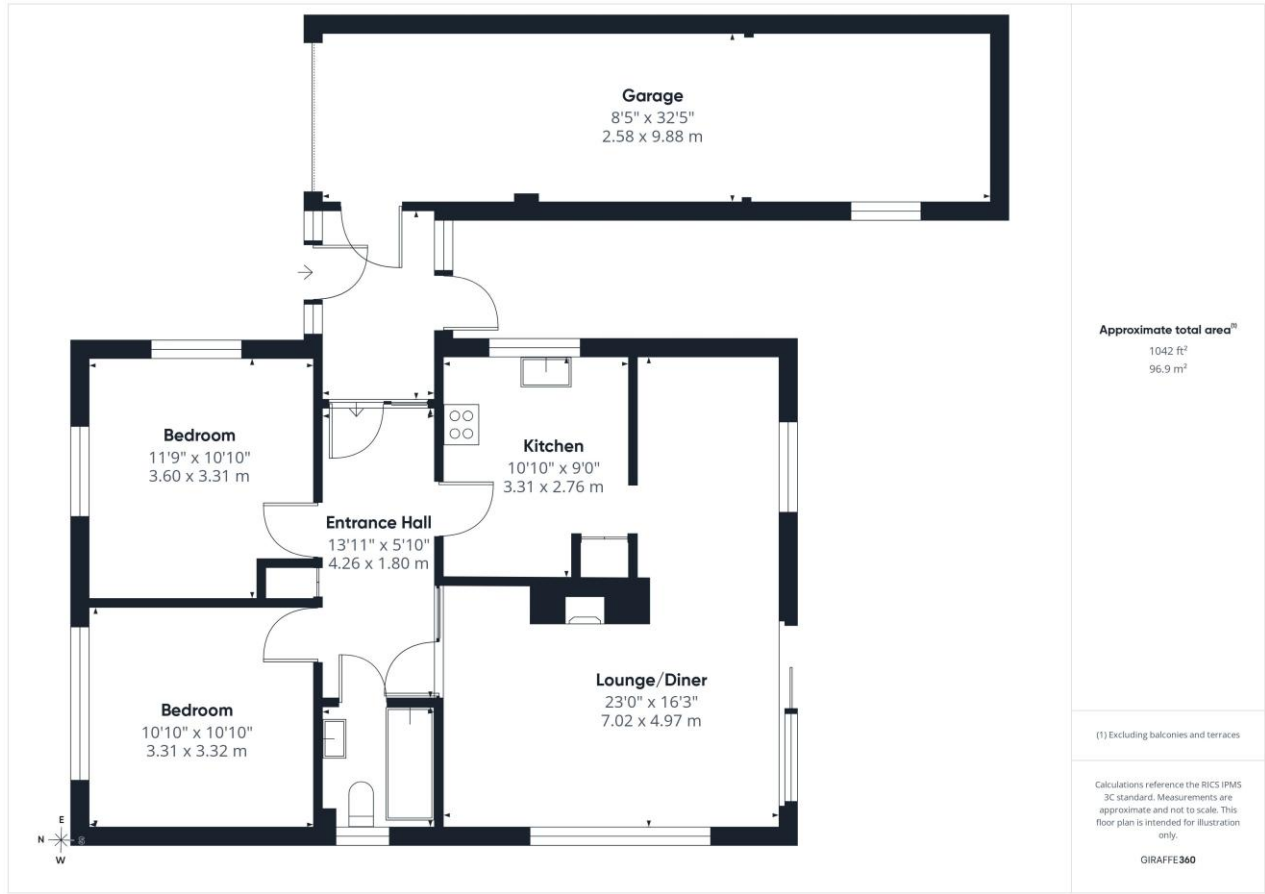 Garage
8'5" x 32'5"
2.58 x 9.88 m
Bedroom
11'9" x 10'10"
3.60 x 3.31 m
Kitchen
10'10" x 9'0"
3.31 x 2.76 m
Entrance Hall
13'11" x 5'10"
4.26 x 1.80 m
Bedroom
10'10" x 10'10"
3.31 x 3.32 m
Lounge/Diner
23'0" x 16'3"
7.02 x 4.97 m
E
N S
W
Approximate total area(1)
1042 ft²
96.9 m²
(1) Excluding balconies and terraces
Calculations reference the RICS IPMS
3C standard. Measurements are
approximate and not to scale. This
floor plan is intended for illustration
only.
GIRAFFE360